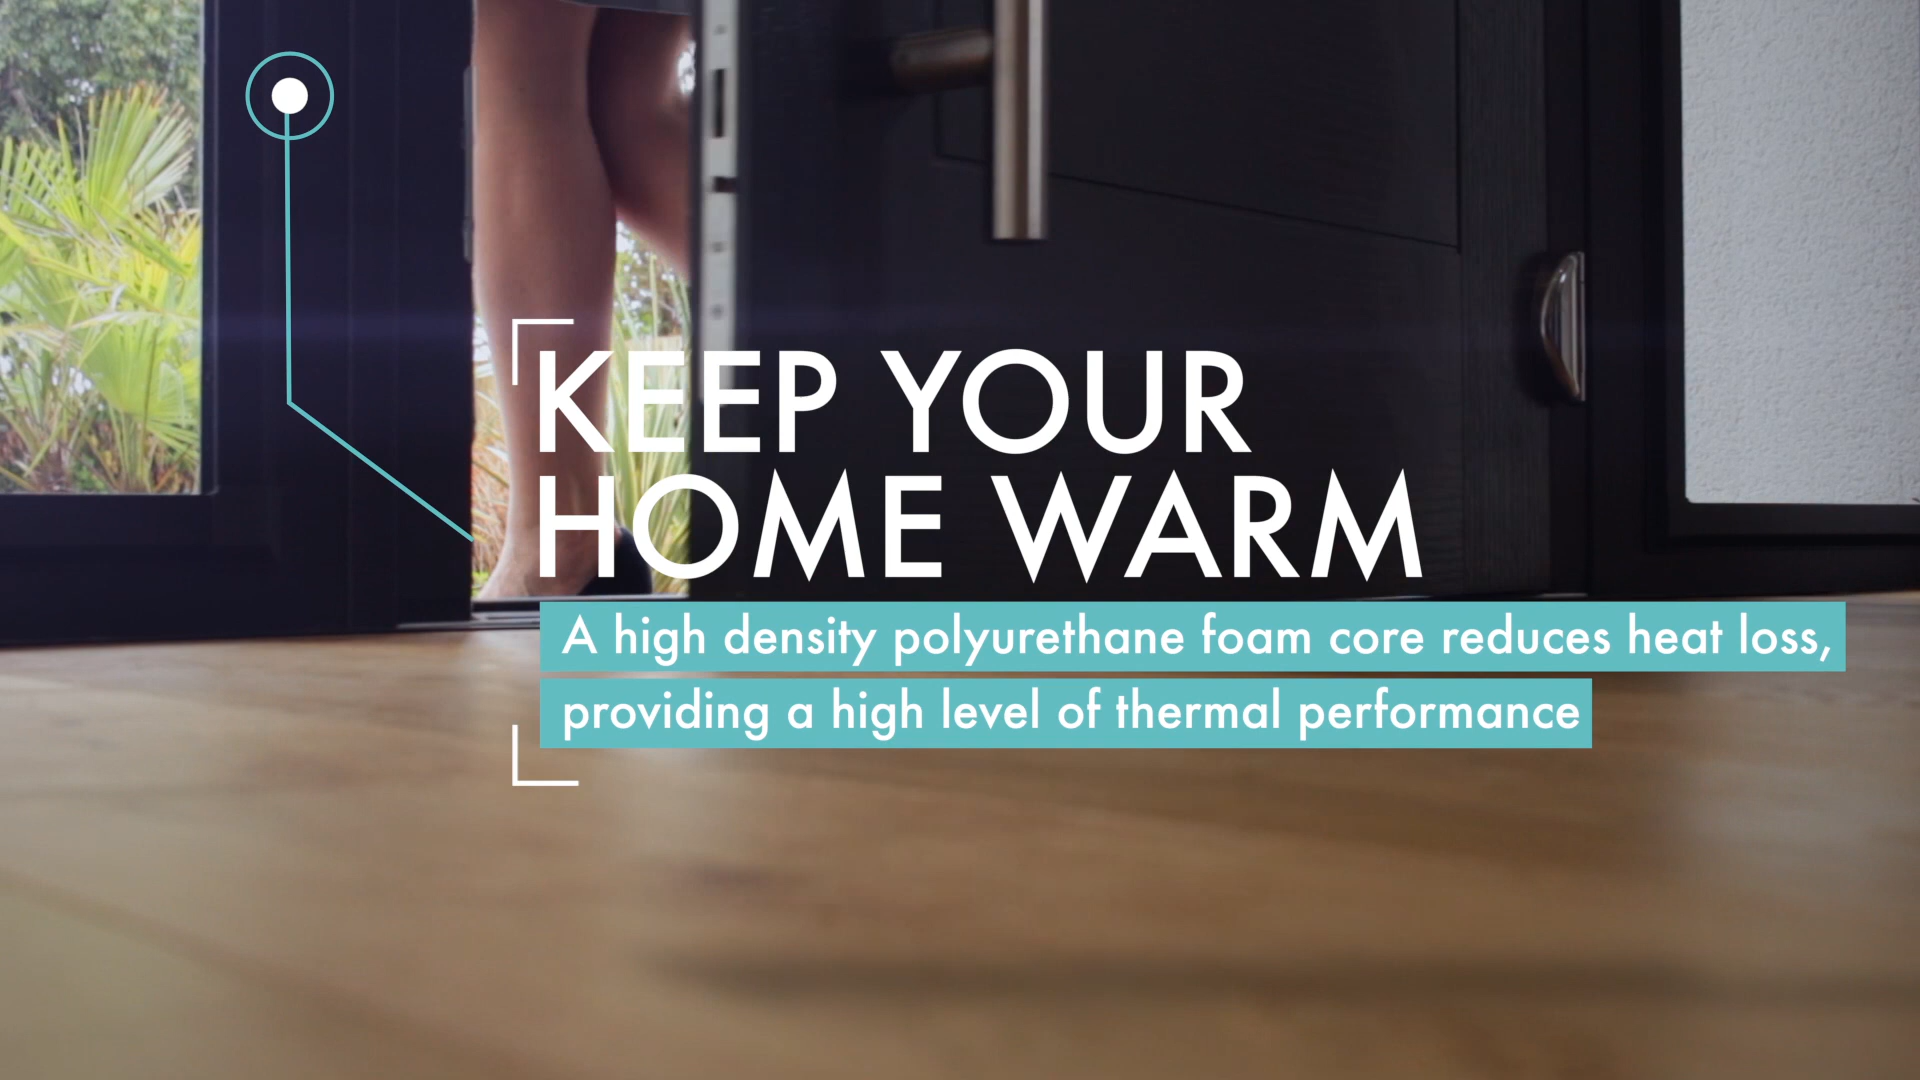 KEEP YOUR
HOME WARM
A high density polyurethane foam core reduces heat loss,
providing a high level of thermal performance